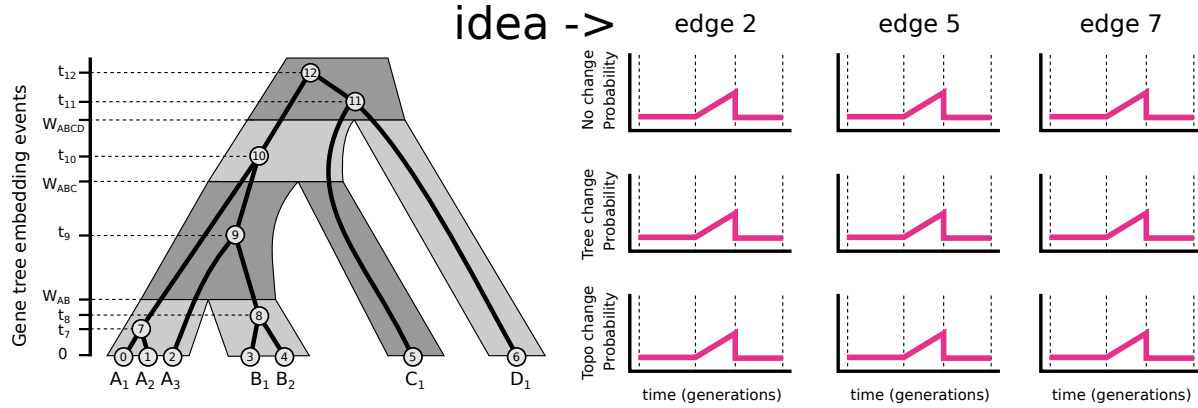 idea -> edge 2 edge 5 edge 7
Gene tree embedding events
t12
t11
WABCD
t10
WABC
t9
WAB
t8
t7
0
12
11
10
9
8
7
0 1 2 3 4 5 6
A1 A2 A3 B1 B2 C1 D1
No change
Probability
Tree change
Probability
Topo change
Probability
time (generations) time (generations) time (generations)